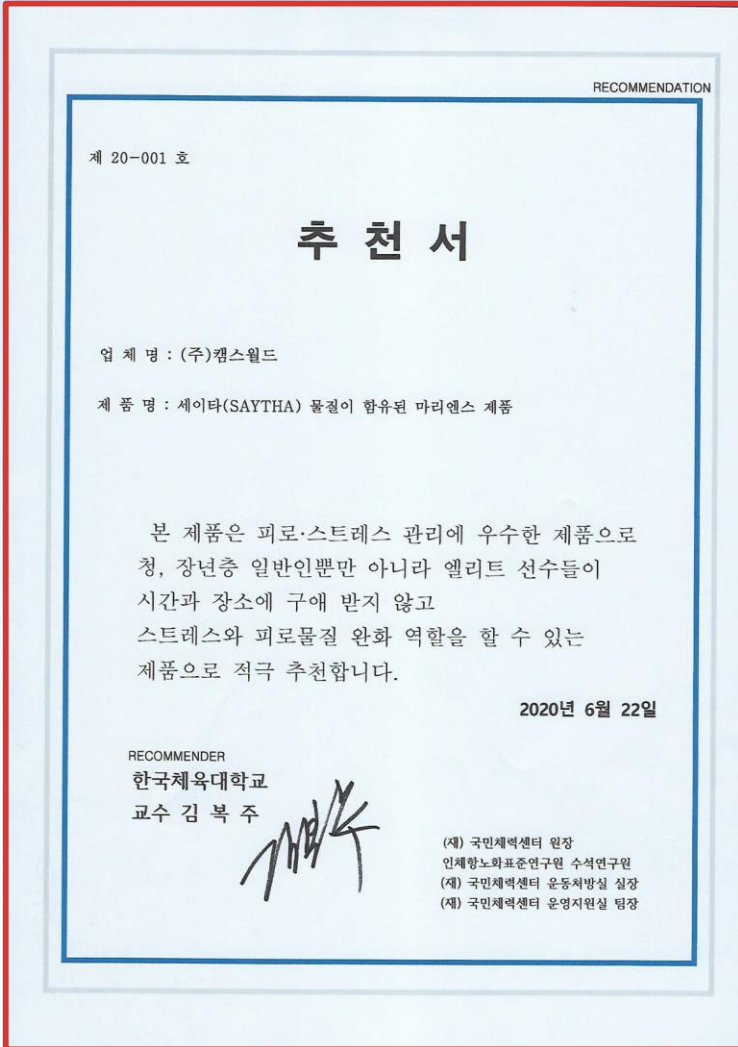 RECOMMENDATION
제 20-001 호
추 천 서
업 체 명 : (주)캠스월드
제 품 명 : 세이타(SAYTHA) 물질이 함유된 마리엔스 제품
본 제품은 피로·스트레스 관리에 우수한 제품으로
청, 장년층 일반인뿐만 아니라 엘리트 선수들이
시간과 장소에 구애 받지 않고
스트레스와 피로물질 완화 역할을 할 수 있는
제품으로 적극 추천합니다.
2020년 6월 22일
RECOMMENDER
한국체육대학교
교수 김 복 주
(재) 국민체력센터 원장
인체항노화표준연구원 수석연구원
(재) 국민체력센터 운동처방실 실장
(재) 국민체력센터 운영지원실 팀장